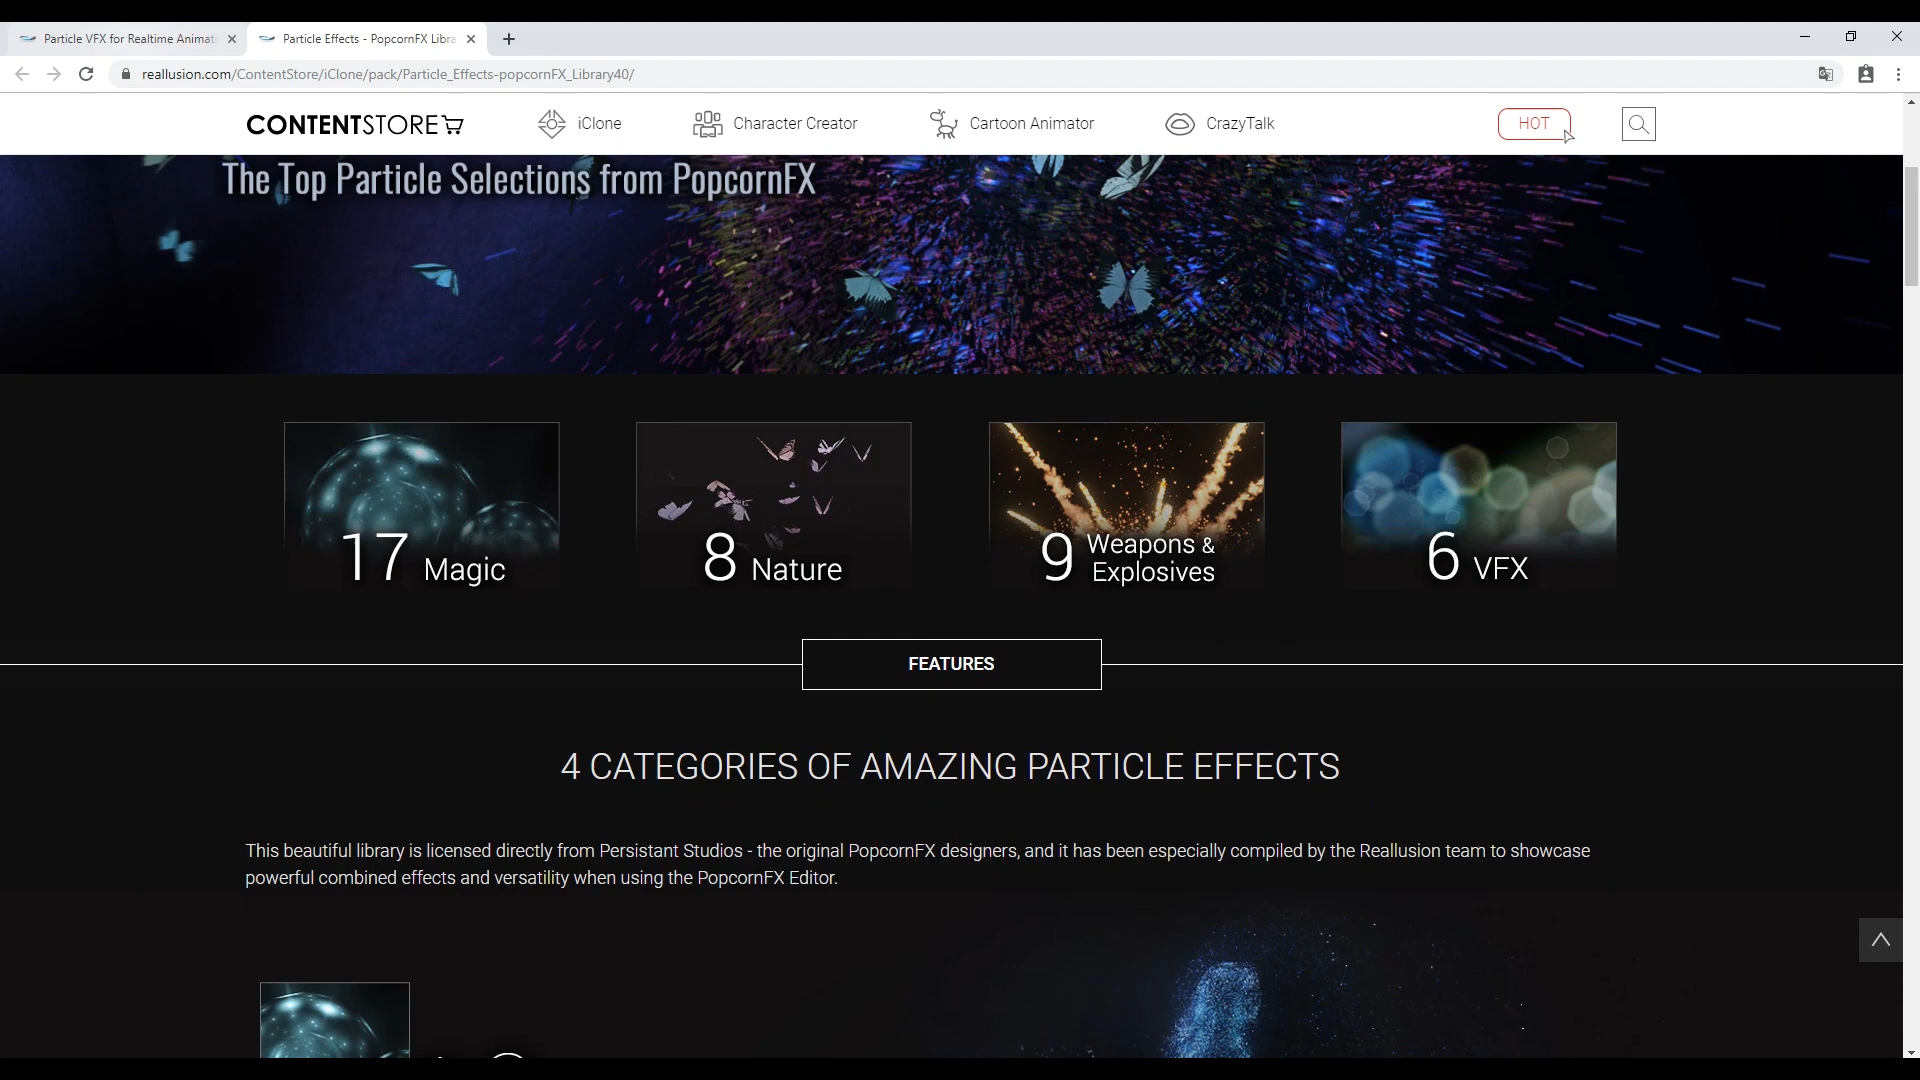 Particle VFX for Realtime Animat
Particle Effects - PopcornFX Libra
reallusion.com/ContentStore/iClone/pack/Particle_Effects-popcornFX_Library40/
CONTENTSTORE
iClone
Character Creator
Cartoon Animator
CrazyTalk
HOT
The Top Particle Selections from PopcornFX
17 Magic
8 Nature
9 Weapons &
Explosives
6 VFX
FEATURES
4 CATEGORIES OF AMAZING PARTICLE EFFECTS
This beautiful library is licensed directly from Persistant Studios - the original PopcornFX designers, and it has been especially compiled by the Reallusion team to showcase
powerful combined effects and versatility when using the PopcornFX Editor.